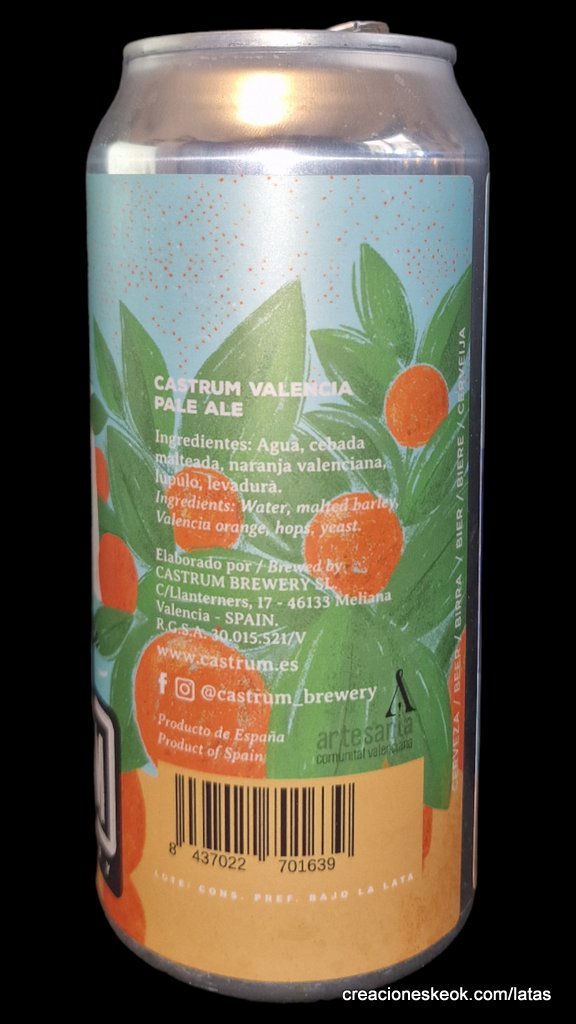 CASTRUM VALENCIA
PALE ALE
Ingredientes: Agua, cebada
malteada, naranja valenciana,
lúpulo, levadura.
Ingredients: Water, malted barley,
Valencia orange, hops, yeast.
Elaborado por / Brewed by:
CASTRUM BREWERY SL.
C/Llanterners, 17 - 46133 Meliana
Valencia - SPAIN.
R.G.S.A. 30.015.521/V
www.castrum.es
@castrum_brewery
Producto de España
Product of Spain
artesania
comunitat valenciana
8 437022 701639
LOTE: CONS. PREF. BAJO LA LATA
CERVEZA / BEER / BIRRA / BIER / BIÈRE / CERVEIJA
creacioneskeok.com/latas